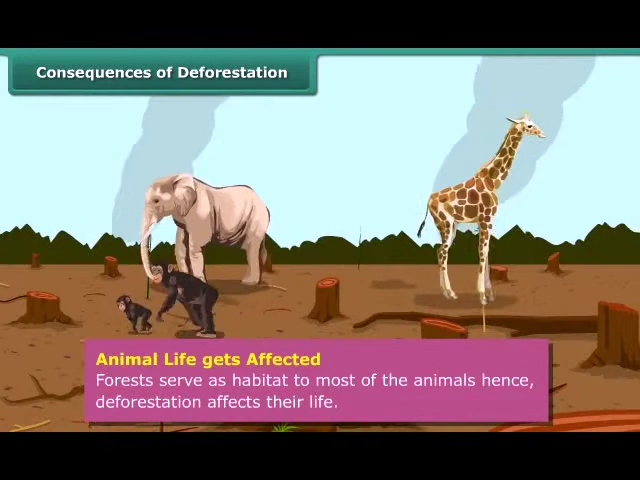 Consequences of Deforestation
Animal Life gets Affected
Forests serve as habitat to most of the animals hence,
deforestation affects their life.